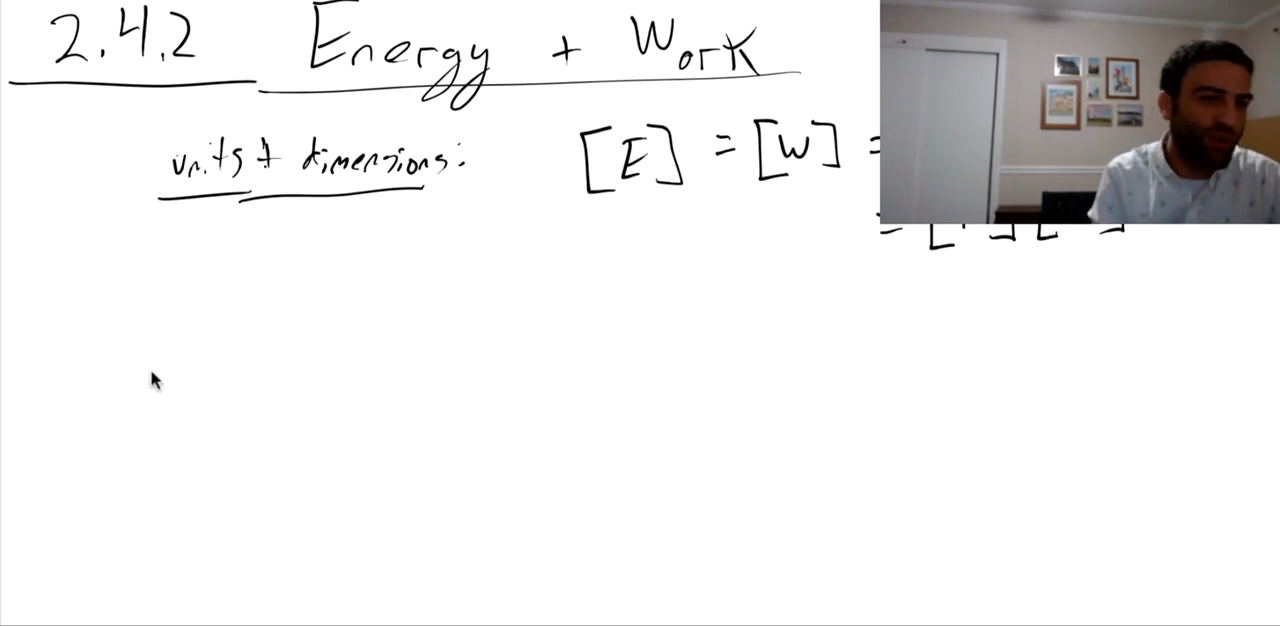 2.4.2 Energy + Work
units + dimensions: [E] = [W] =
= [ ] [ ]